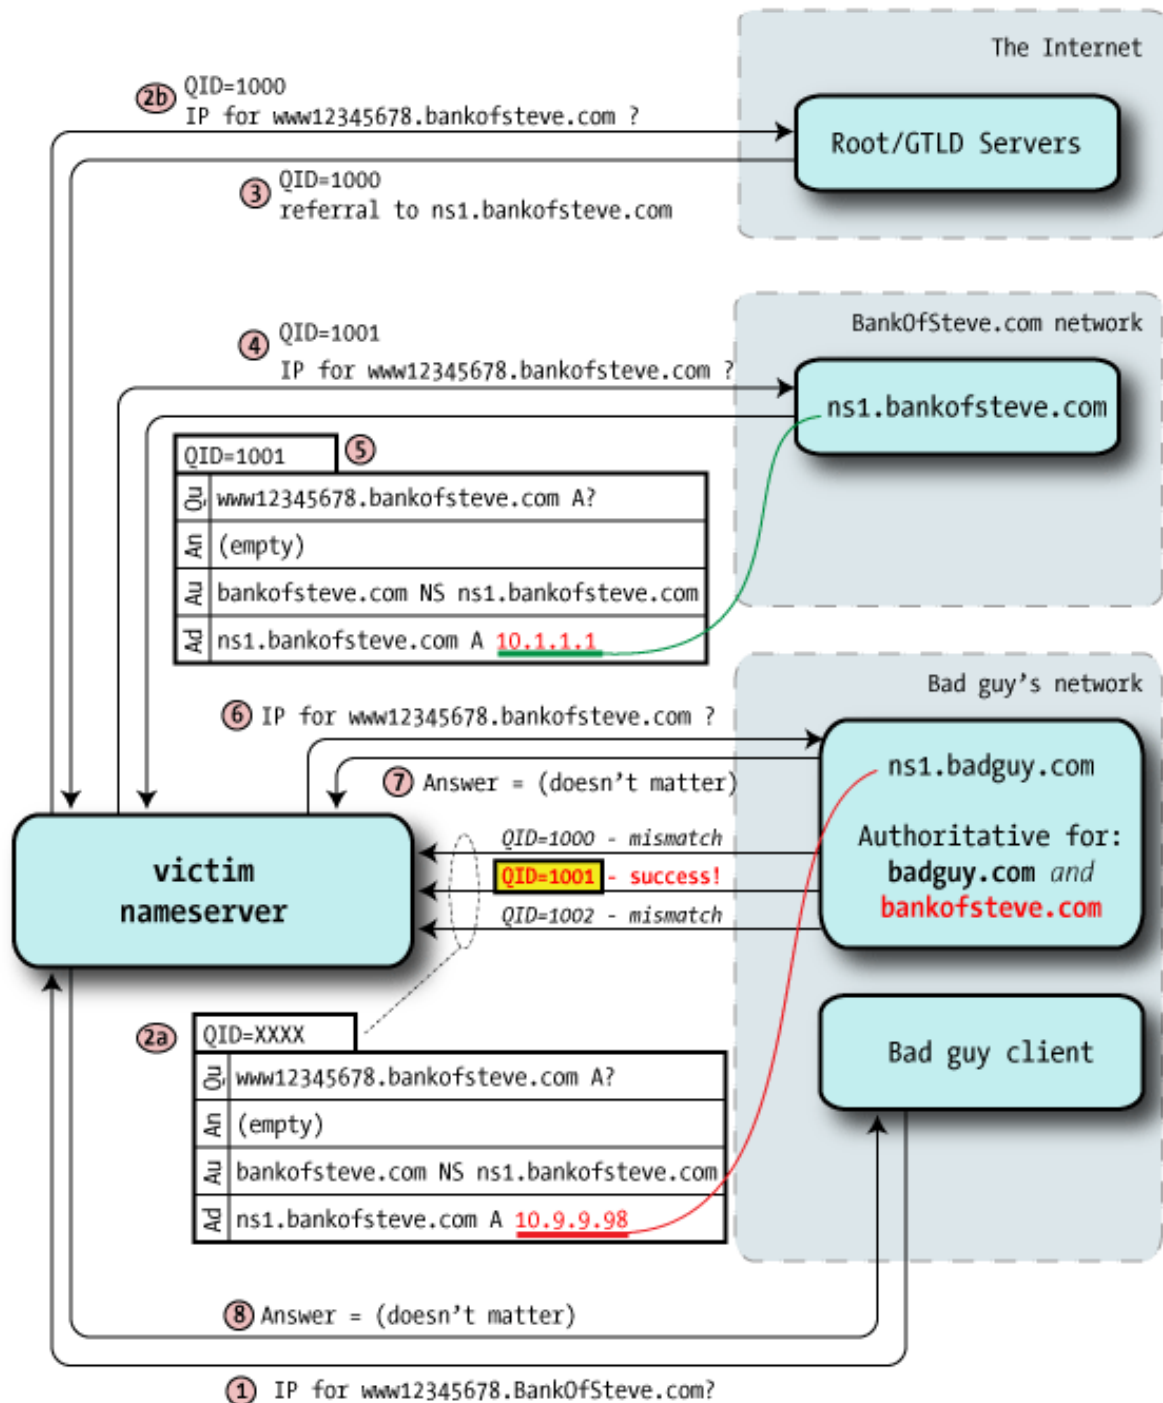 The Internet
2b
QID=1000
IP for www12345678.bankofsteve.com ?
Root/GTLD Servers
3
QID=1000
referral to ns1.bankofsteve.com
BankOfSteve.com network
4
QID=1001
IP for www12345678.bankofsteve.com ?
ns1.bankofsteve.com
QID=1001
5
Qu www12345678.bankofsteve.com A?
An (empty)
Au bankofsteve.com NS ns1.bankofsteve.com
Ad ns1.bankofsteve.com A 10.1.1.1
Bad guy's network
6 IP for www12345678.bankofsteve.com ?
7 Answer = (doesn't matter)
ns1.badguy.com
Authoritative for:
badguy.com and
bankofsteve.com
QID=1000 - mismatch
QID=1001 - success!
QID=1002 - mismatch
victim
nameserver
2a
QID=XXXX
Qu www12345678.bankofsteve.com A?
An (empty)
Au bankofsteve.com NS ns1.bankofsteve.com
Ad ns1.bankofsteve.com A 10.9.9.98
Bad guy client
8 Answer = (doesn't matter)
1 IP for www12345678.BankOfSteve.com?